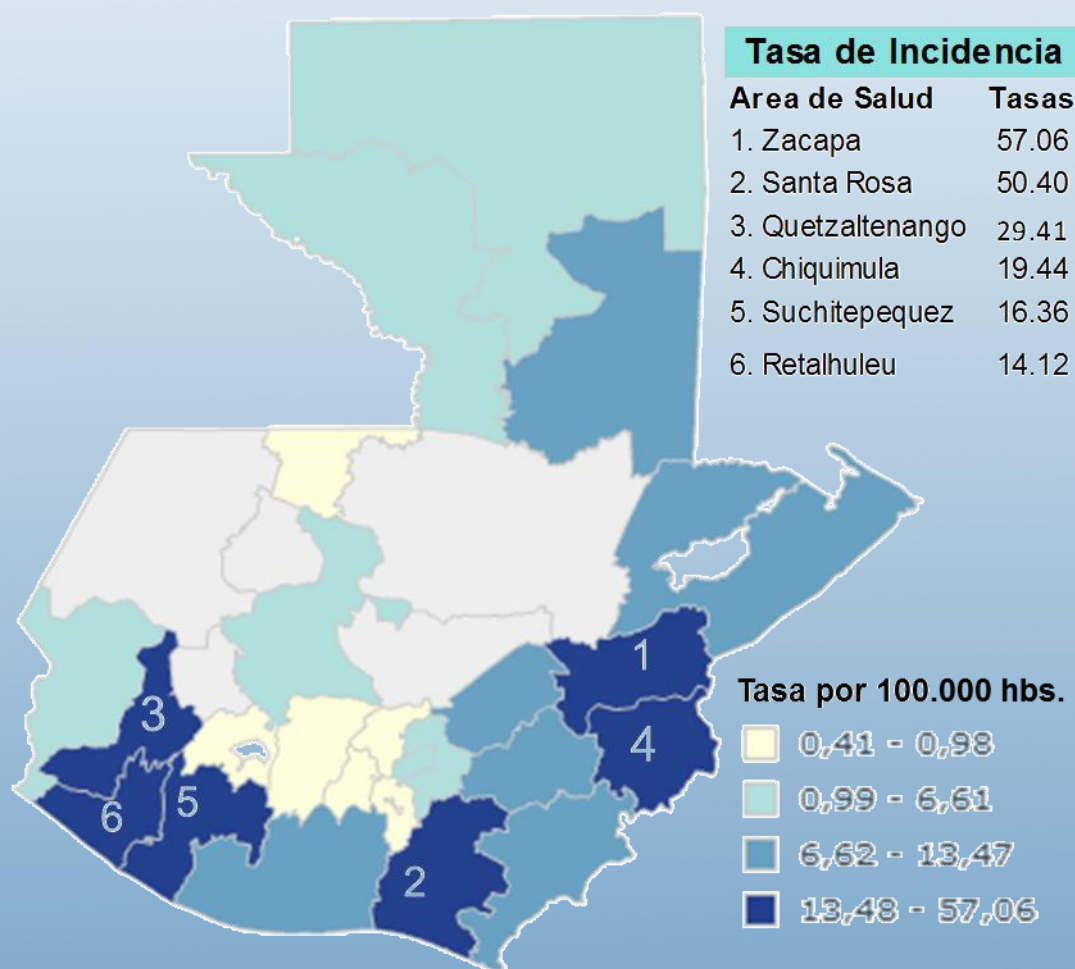 Tasa de Incidencia
Area de Salud Tasas
1. Zacapa 57.06
2. Santa Rosa 50.40
3. Quetzaltenango 29.41
4. Chiquimula 19.44
5. Suchitepequez 16.36
6. Retalhuleu 14.12
1
3
4
5
6
2
Tasa por 100.000 hbs.
0,41 - 0,98
0,99 - 6,61
6,62 - 13,47
13,48 - 57,06